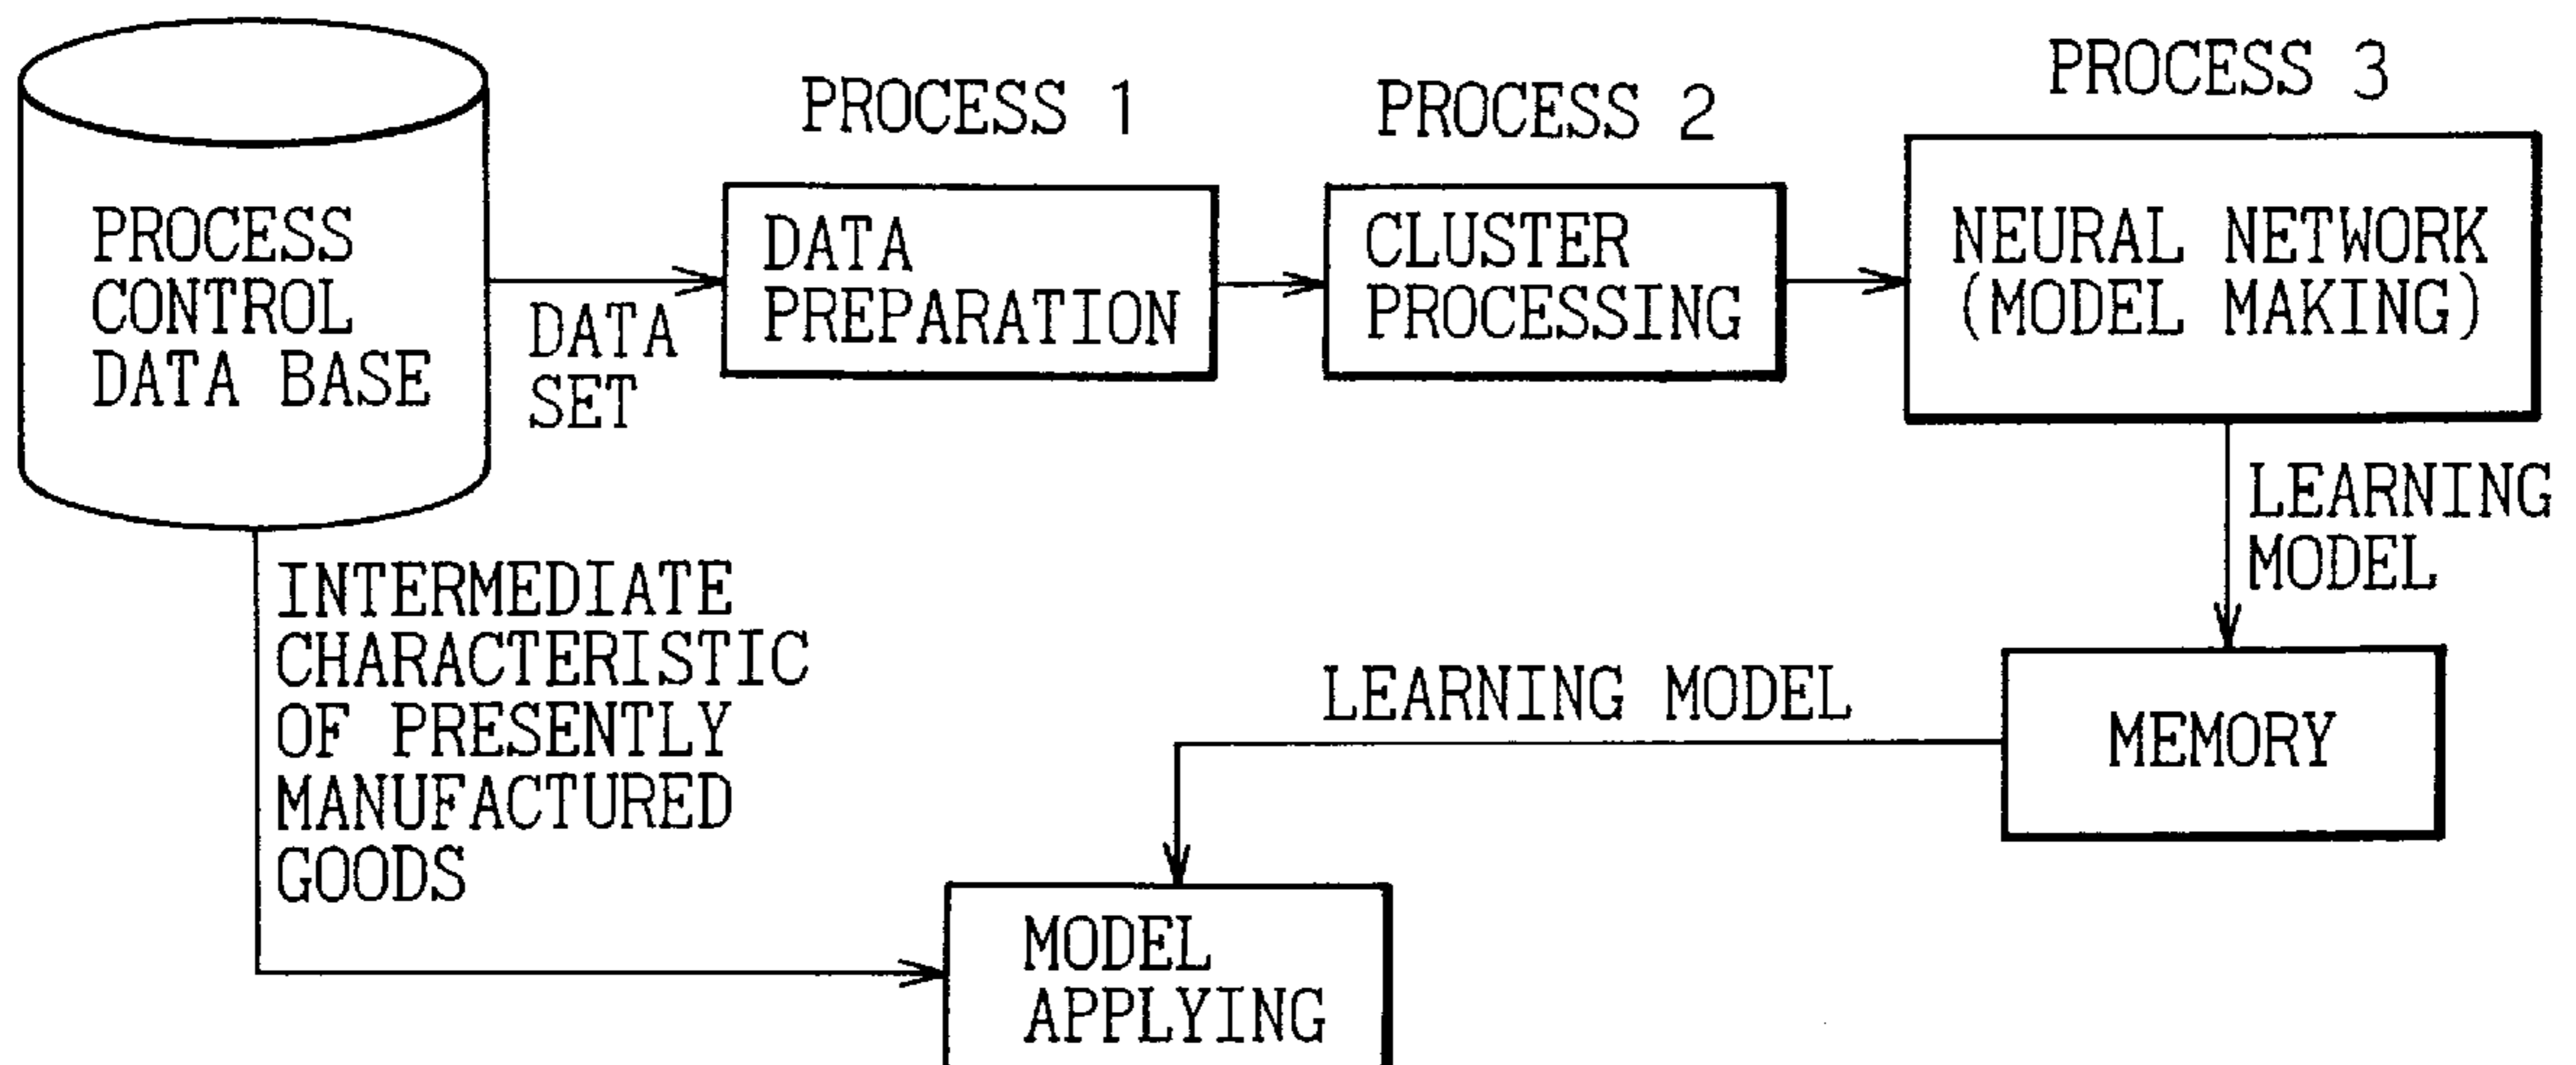 PROCESS
CONTROL
DATA BASE
DATA
SET
PROCESS 1
DATA
PREPARATION
PROCESS 2
CLUSTER
PROCESSING
PROCESS 3
NEURAL NETWORK
(MODEL MAKING)
LEARNING
MODEL
MEMORY
LEARNING MODEL
INTERMEDIATE
CHARACTERISTIC
OF PRESENTLY
MANUFACTURED
GOODS
MODEL
APPLYING